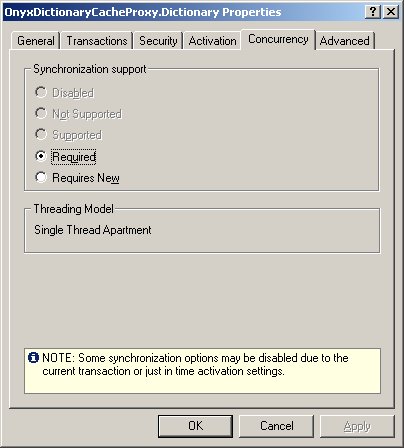 OnyxDictionaryCacheProxy.Dictionary Properties
General Transactions Security Activation Concurrency Advanced
Synchronization support
Disabled
Not Supported
Supported
Required
Requires New
Threading Model
Single Thread Apartment
NOTE: Some synchronization options may be disabled due to the
current transaction or just in time activation settings.
OK Cancel Apply